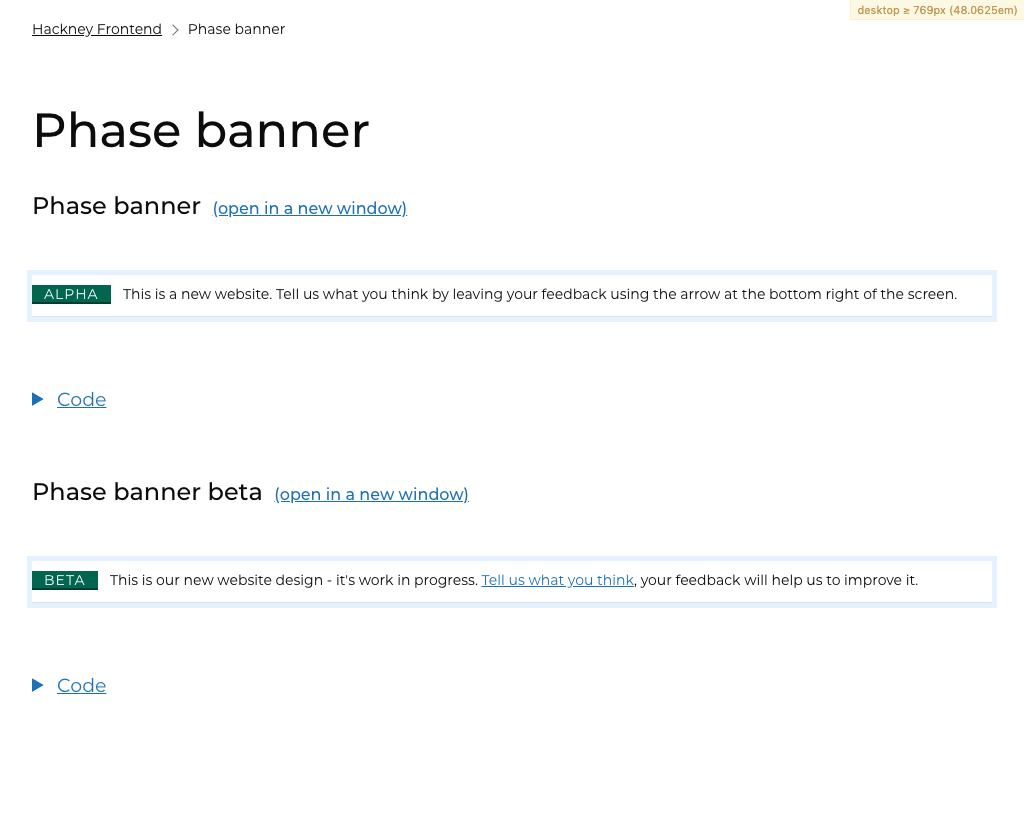 desktop ≥ 769px (48.0625em)
Hackney Frontend Phase banner
Phase banner
Phase banner (open in a new window)
ALPHA This is a new website. Tell us what you think by leaving your feedback using the arrow at the bottom right of the screen.
Code
Phase banner beta (open in a new window)
BETA This is our new website design - it's work in progress. Tell us what you think, your feedback will help us to improve it.
Code